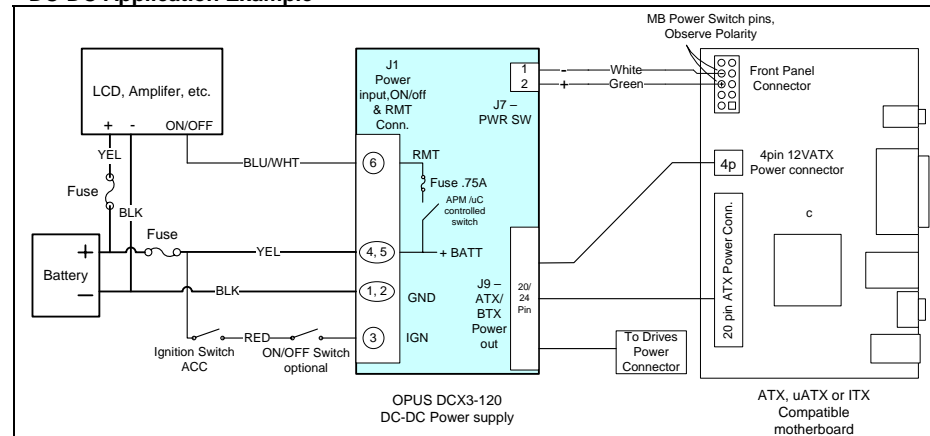 DC-DC Application Example
MB Power Switch pins,
Observe Polarity
LCD, Amplifer, etc.
+ -
ON/OFF
YEL
Fuse
BLK
Fuse
BLU/WHT
YEL
BLK
RED
Battery
+
–
Ignition Switch
ACC
ON/OFF Switch
optional
J1
Power
input,ON/off
& RMT
Conn.
6
4, 5
1, 2
3
RMT
Fuse .75A
APM /uC
controlled
switch
+ BATT
GND
IGN
1
2
J7 –
PWR SW
J9 –
ATX/
BTX
Power
out
20/
24
Pin
- White
+ Green
OPUS DCX3-120
DC-DC Power supply
Front Panel
Connector
4p
4pin 12VATX
Power connector
c
20 pin ATX Power Conn.
To Drives
Power
Connector
ATX, uATX or ITX
Compatible
motherboard